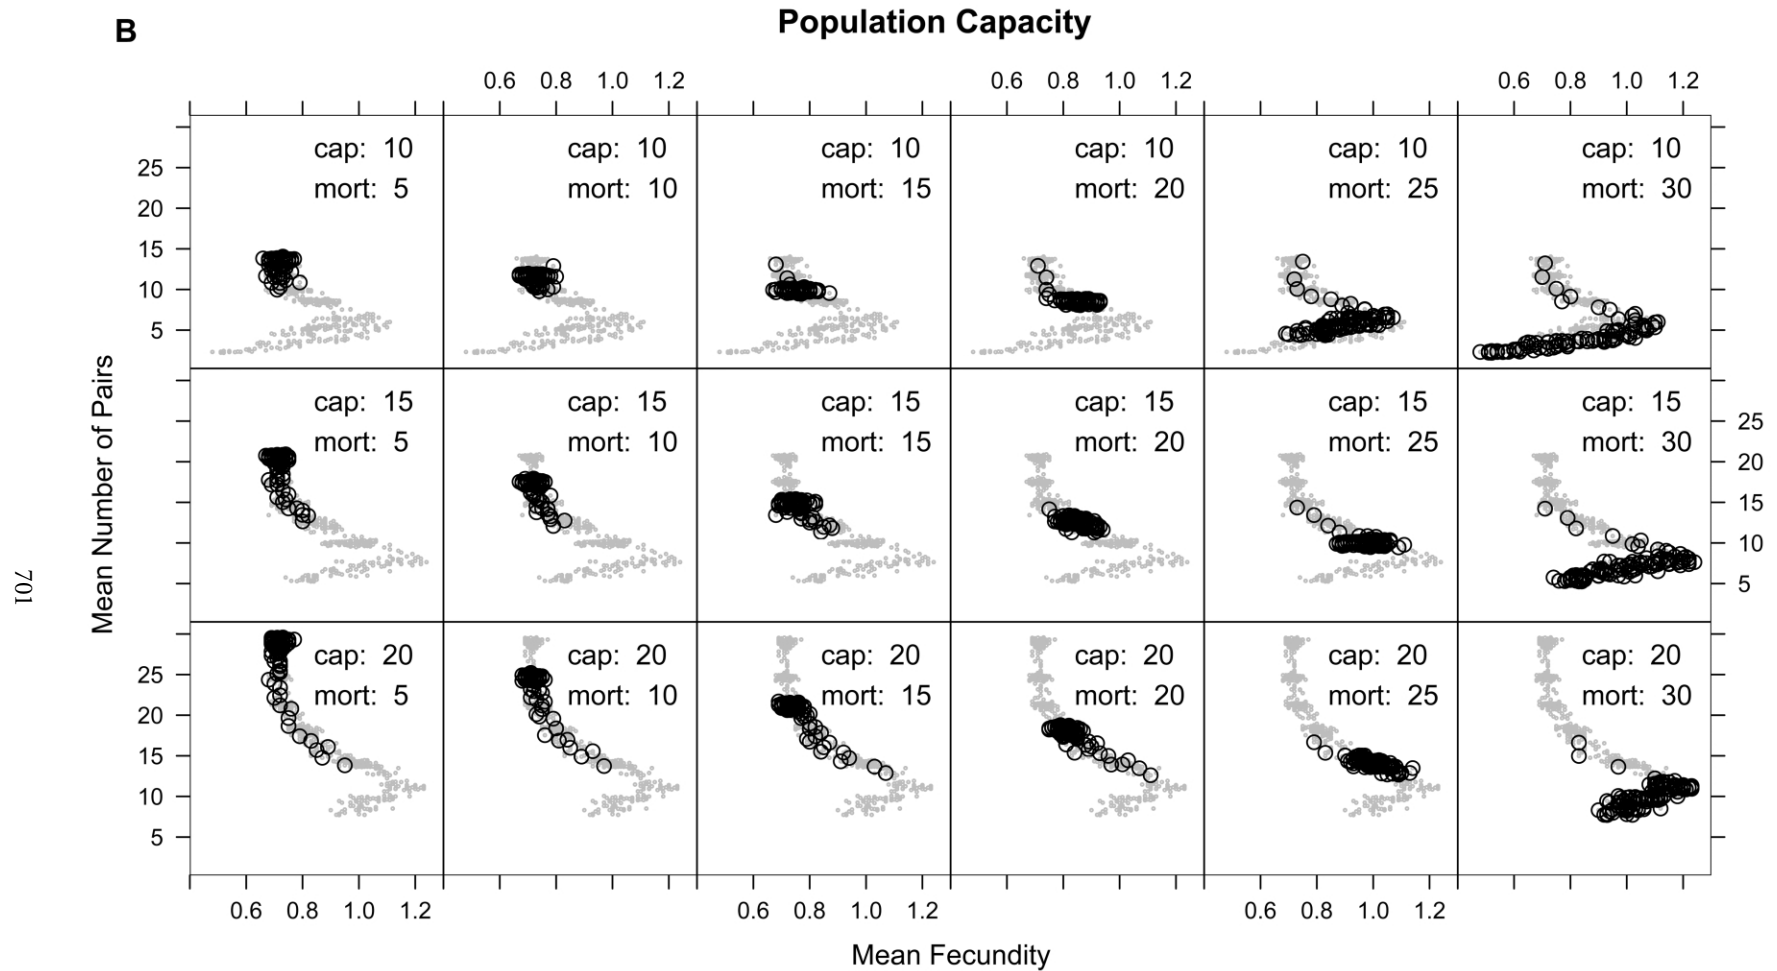 B
Population Capacity
0.6 0.8 1.0 1.2 0.6 0.8 1.0 1.2 0.6 0.8 1.0 1.2
cap: 10 cap: 10 cap: 10 cap: 10 cap: 10 cap: 10
25
mort: 5 mort: 10 mort: 15 mort: 20 mort: 25 mort: 30
20
15
10
5
cap: 15 cap: 15 cap: 15 cap: 15 cap: 15 cap: 15
25
mort: 5 mort: 10 mort: 15 mort: 20 mort: 25 mort: 30
20
15
10
5
Mean Number of Pairs
701
cap: 20 cap: 20 cap: 20 cap: 20 cap: 20 cap: 20
25
mort: 5 mort: 10 mort: 15 mort: 20 mort: 25 mort: 30
20
15
10
5
0.6 0.8 1.0 1.2 0.6 0.8 1.0 1.2 0.6 0.8 1.0 1.2
Mean Fecundity